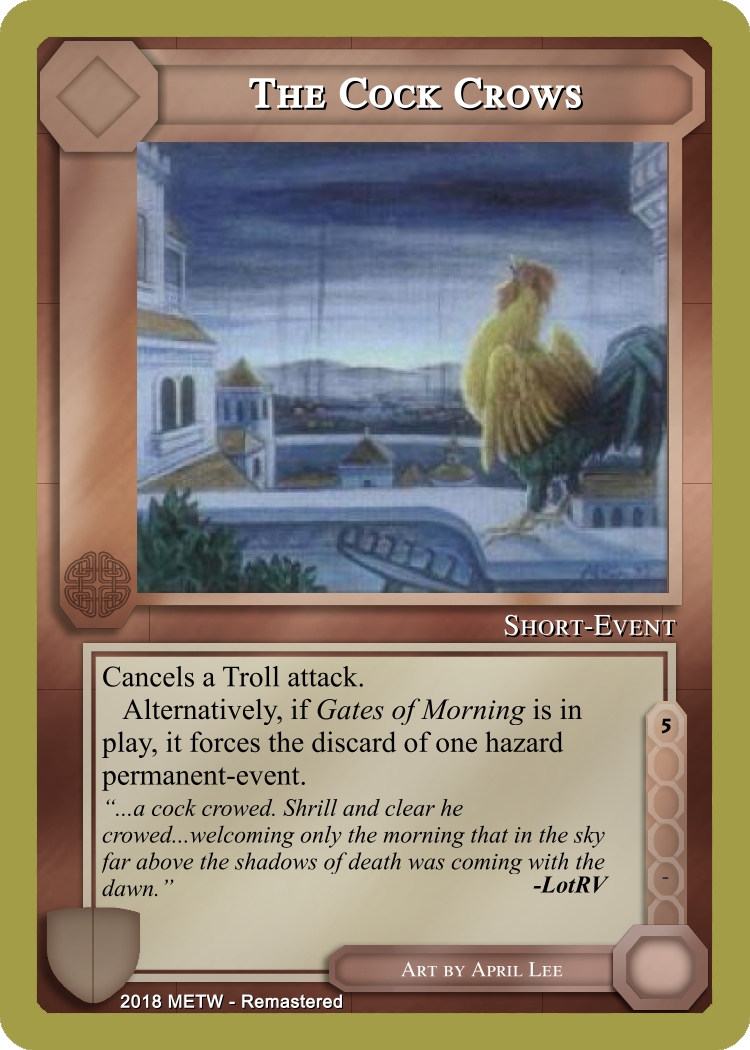 The Cock Crows
Short-Event
Cancels a Troll attack.
Alternatively, if Gates of Morning is in
play, it forces the discard of one hazard
permanent-event.
“...a cock crowed. Shrill and clear he
crowed...welcoming only the morning that in the sky
far above the shadows of death was coming with the
dawn.” -LotRV
5
-
Art by April Lee
2018 METW - Remastered